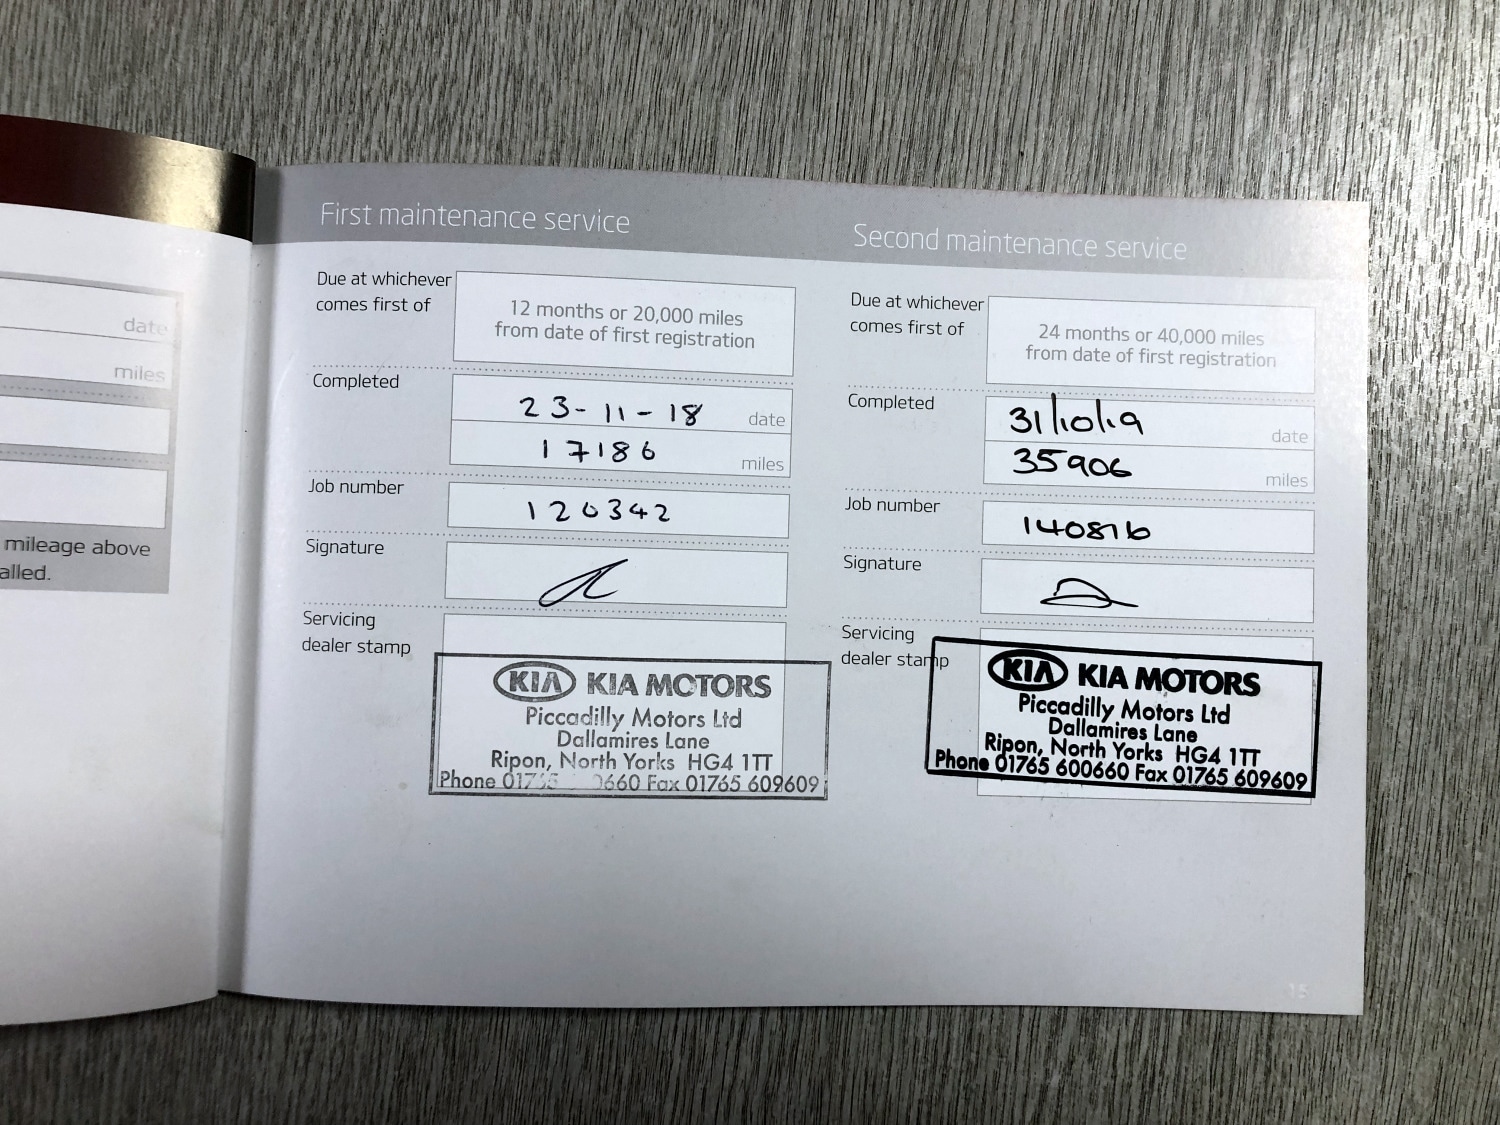 date
miles
mileage above
alled.
First maintenance service
Due at whichever
comes first of
12 months or 20,000 miles
from date of first registration
Completed
23-11-18 date
17186 miles
Job number
120342
Signature
Servicing
dealer stamp
KIA KIA MOTORS
Piccadilly Motors Ltd
Dallamires Lane
Ripon, North Yorks HG4 1TT
Phone 0660 Fax 01765 609609
Second maintenance service
Due at whichever
comes first of
24 months or 40,000 miles
from date of first registration
Completed
31/10/19 date
35906 miles
Job number
140816
Signature
Servicing
dealer stamp
KIA KIA MOTORS
Piccadilly Motors Ltd
Dallamires Lane
Ripon, North Yorks HG4 1TT
Phone 01765 600660 Fax 01765 609609
15